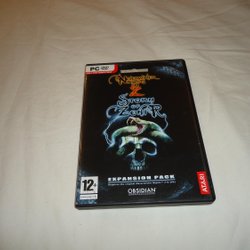 PC DVD
Neverwinter
Nights
2
Storm
of
Zehir
EXPANSION PACK
12+
OBSIDIAN
ATARI